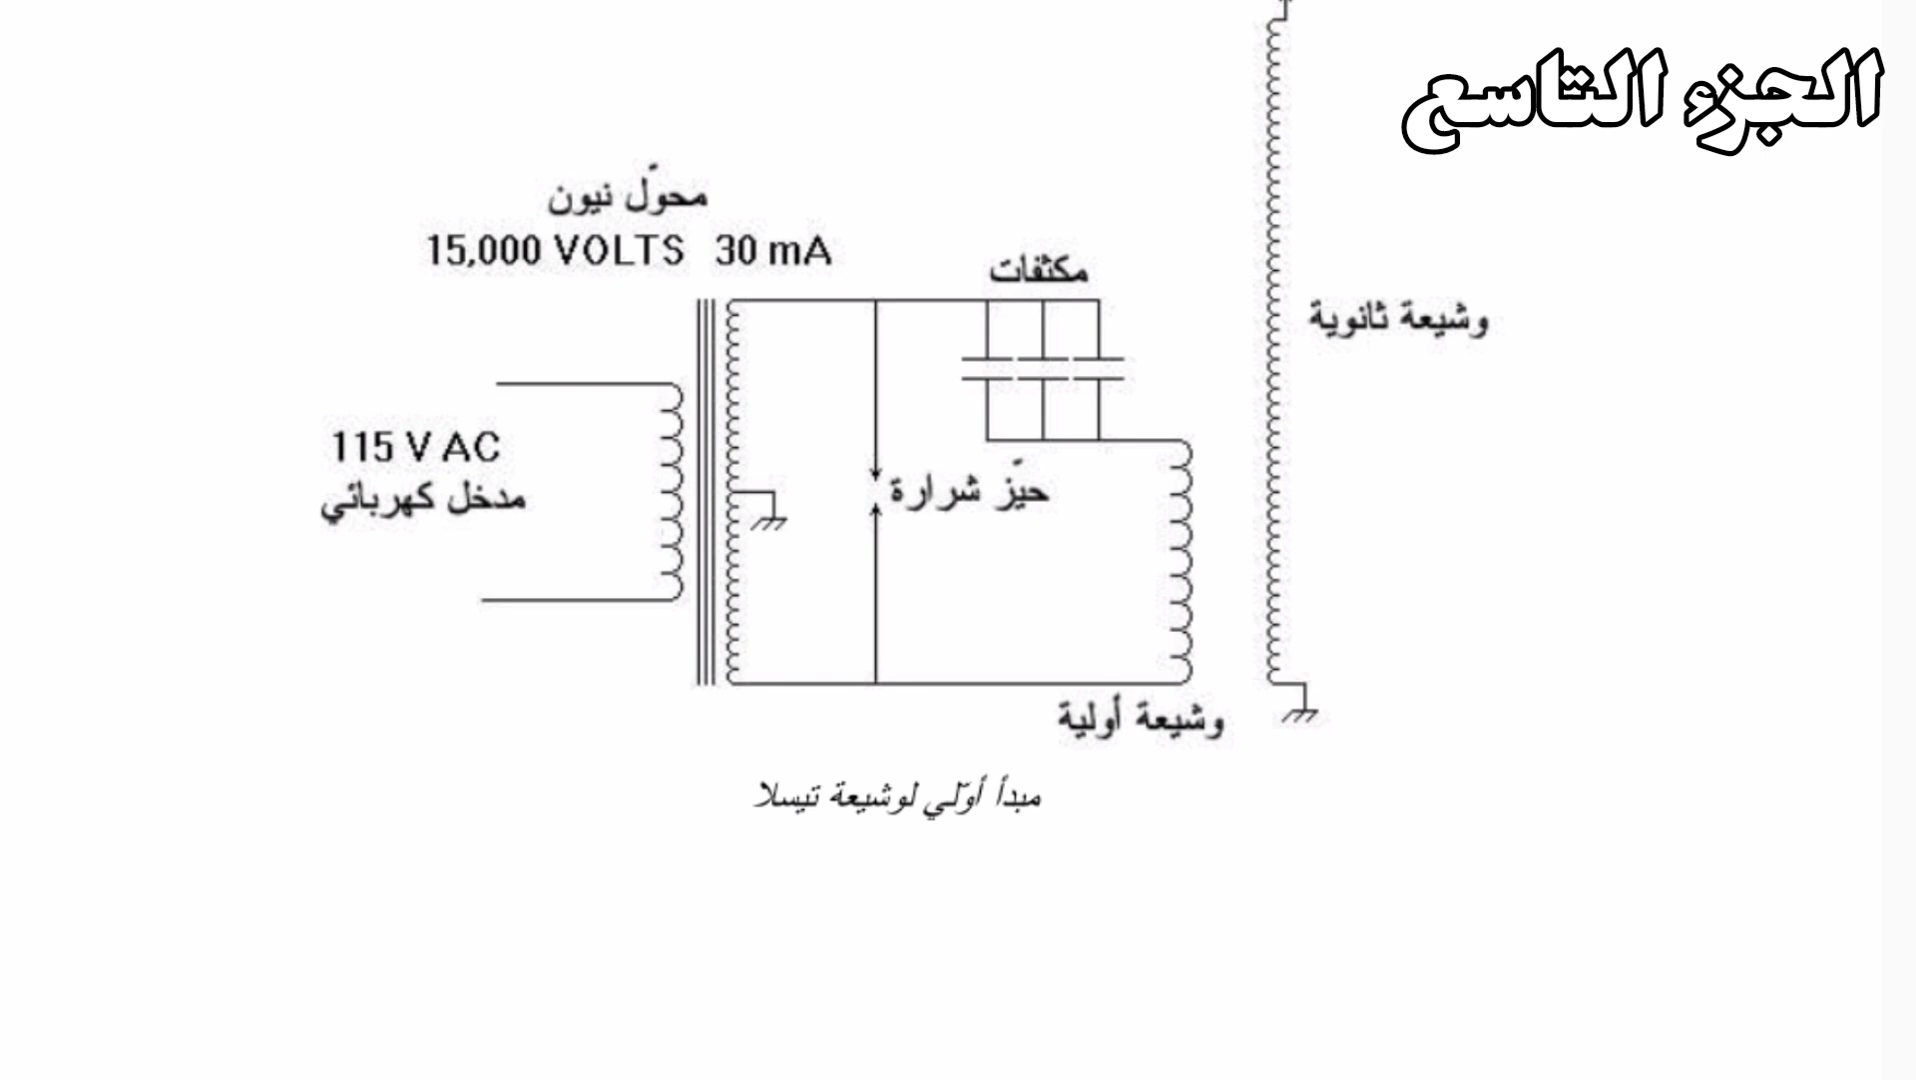 الجزء التاسع
محوّل نيون
15,000 VOLTS 30 mA
مكثفات
وشيعة ثانوية
115 V AC
مدخل كهربائي
حيّز شرارة
وشيعة أولية
مبدأ أوّلي لوشيعة تيسلا